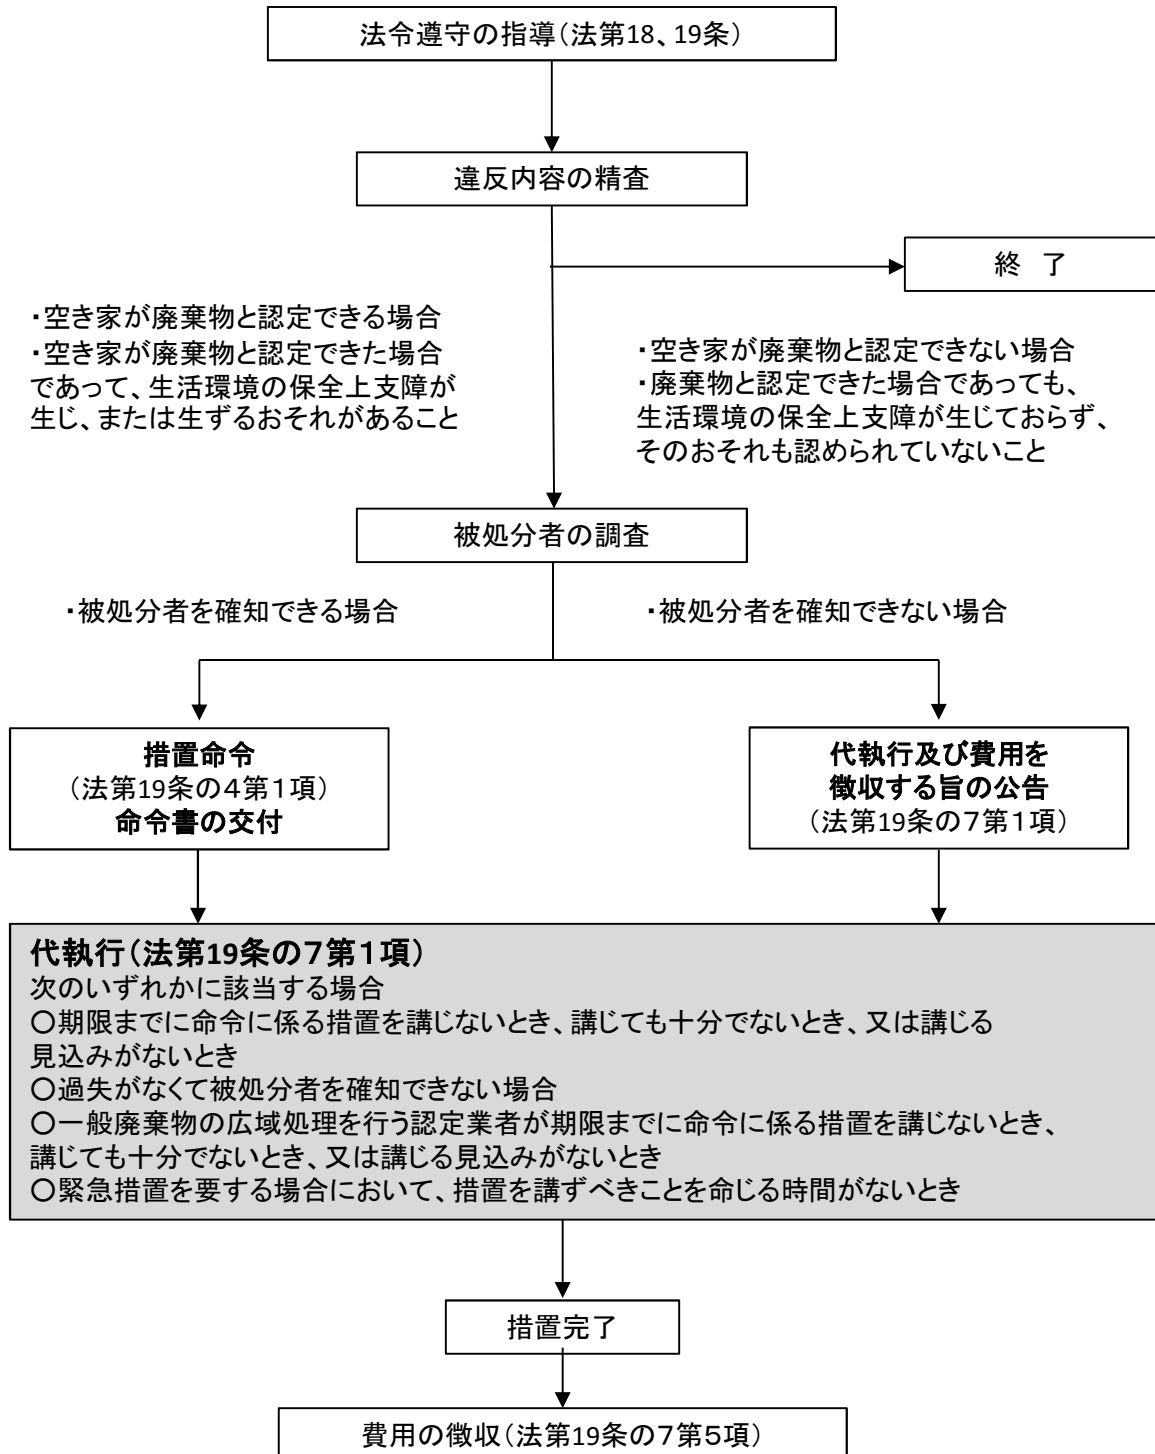 法令遵守の指導（法第18、19条）
違反内容の精査
終　了
・空き家が廃棄物と認定できる場合
・空き家が廃棄物と認定できた場合
であって、生活環境の保全上支障が
生じ、または生ずるおそれがあること
・空き家が廃棄物と認定できない場合
・廃棄物と認定できた場合であっても、
生活環境の保全上支障が生じておらず、
そのおそれも認められていないこと
被処分者の調査
・被処分者を確知できる場合
・被処分者を確知できない場合
措置命令
（法第19条の４第１項）
命令書の交付
代執行及び費用を
徴収する旨の公告
（法第19条の７第１項）
代執行（法第19条の７第１項）
次のいずれかに該当する場合
○期限までに命令に係る措置を講じないとき、講じても十分でないとき、又は講じる
見込みがないとき
○過失がなくて被処分者を確知できない場合
○一般廃棄物の広域処理を行う認定業者が期限までに命令に係る措置を講じないとき、
講じても十分でないとき、又は講じる見込みがないとき
○緊急措置を要する場合において、措置を講ずべきことを命じる時間がないとき
措置完了
費用の徴収（法第19条の７第５項）